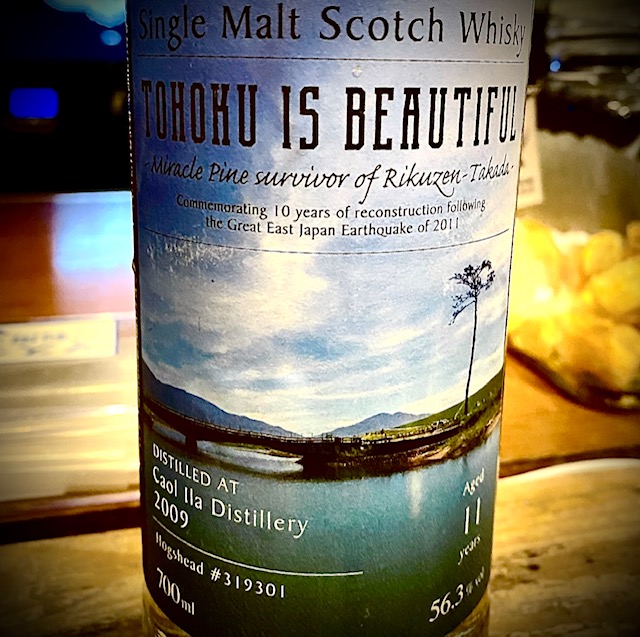 Single Malt Scotch Whisky
TOHOKU IS BEAUTIFUL
-Miracle Pine survivor of Rikuzen-Takada-
Commemorating 10 years of reconstruction following
the Great East Japan Earthquake of 2011
DISTILLED AT
Caol Ila Distillery
2009
Hogshead #319301
700ml
Aged
11
years
56.3% vol